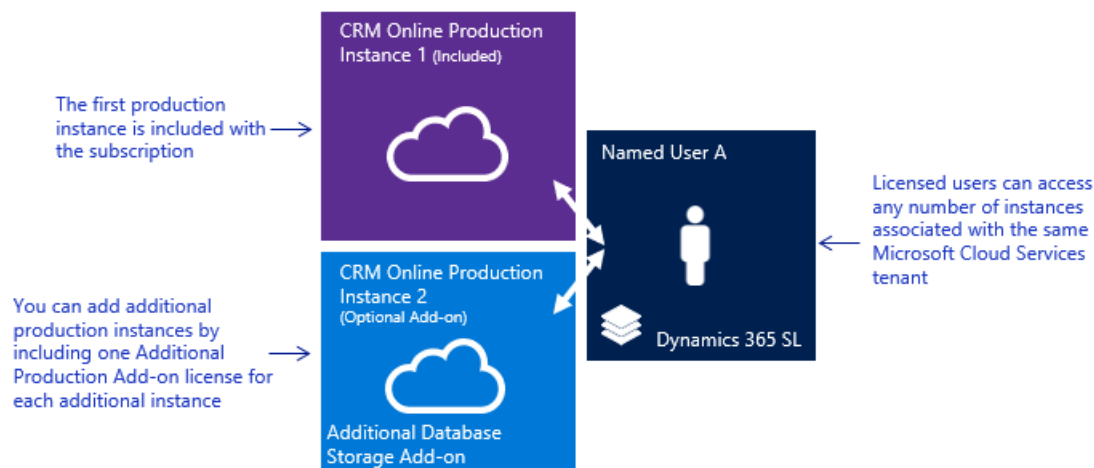 CRM Online Production
Instance 1 (Included)
The first production
instance is included with
the subscription
Named User A
Licensed users can access
any number of instances
associated with the same
Microsoft Cloud Services
tenant
Dynamics 365 SL
CRM Online Production
Instance 2
(Optional Add-on)
You can add additional
production instances by
including one Additional
Production Add-on license for
each additional instance
Additional Database
Storage Add-on